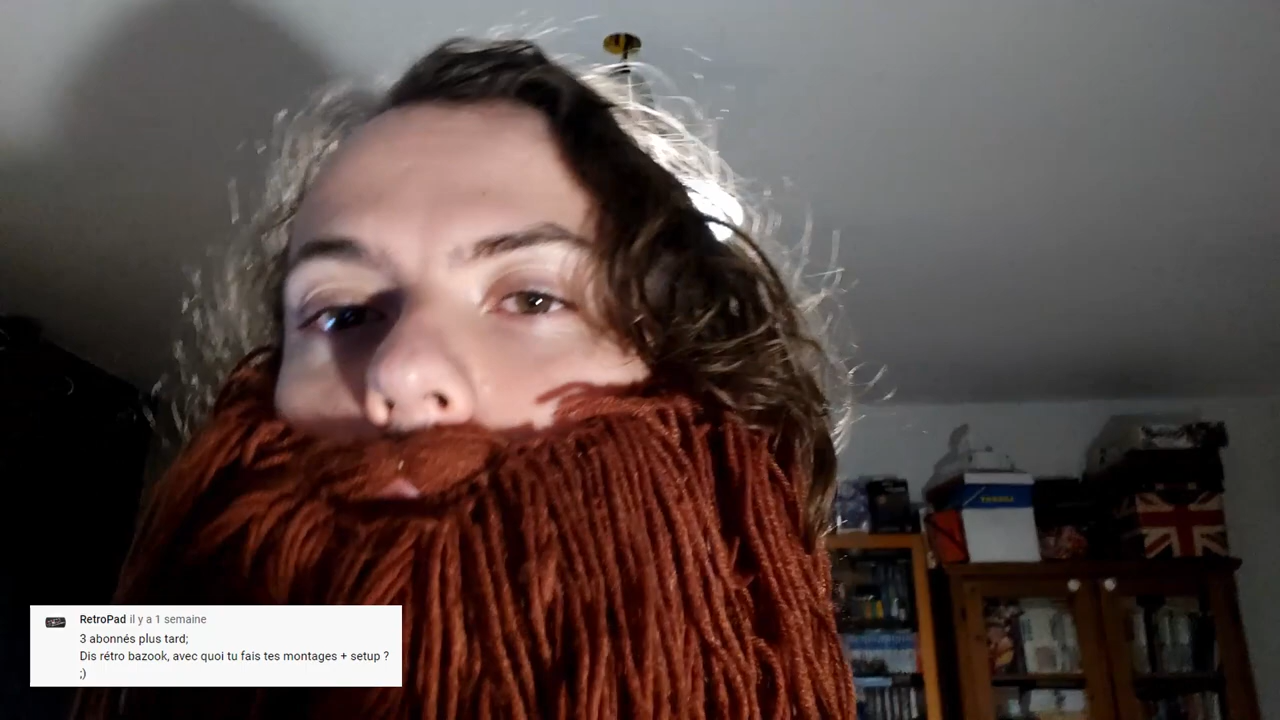 RetroPad il y a 1 semaine
3 abonnés plus tard;
Dis rétro bazook, avec quoi tu fais tes montages + setup ?
;)